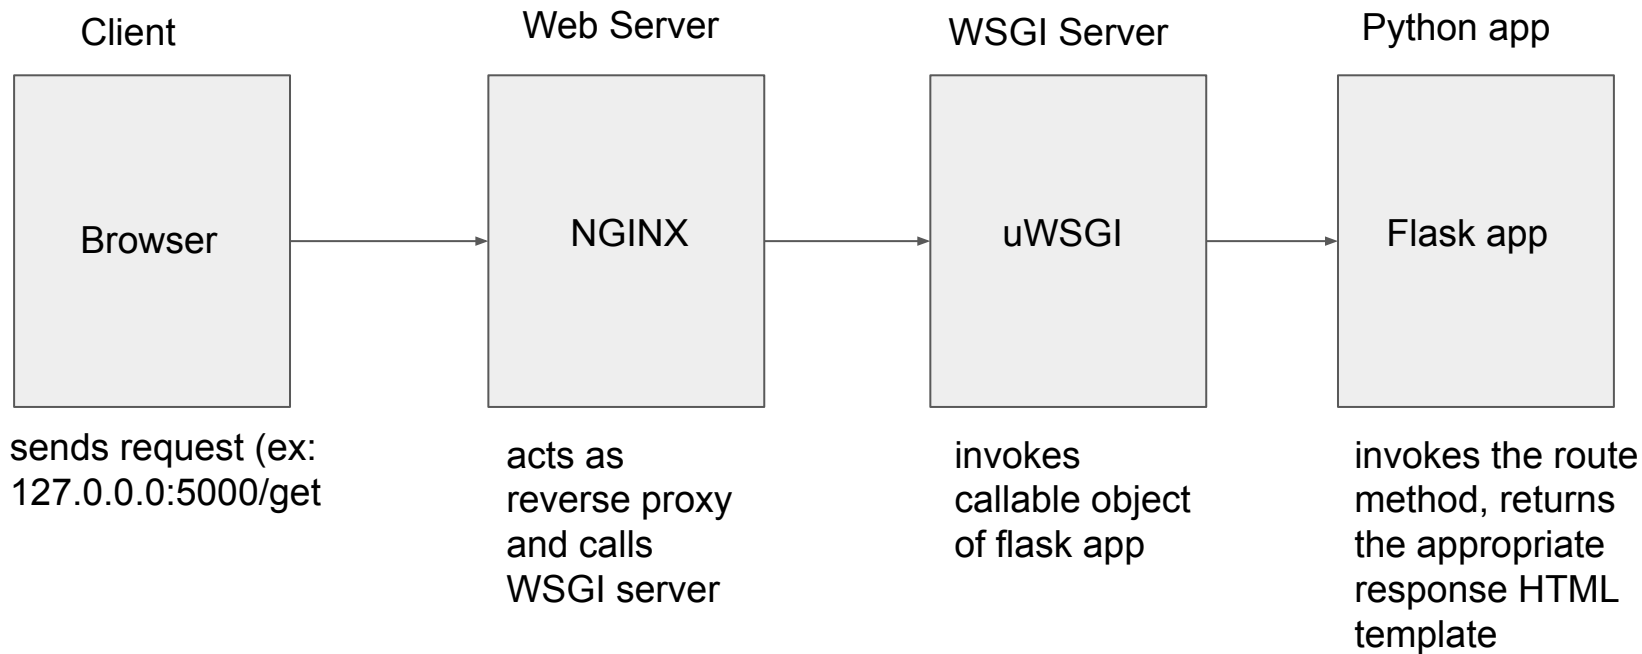 Client
Web Server
WSGI Server
Python app
Browser
NGINX
uWSGI
Flask app
sends request (ex:
127.0.0.0:5000/get
acts as
reverse proxy
and calls
WSGI server
invokes
callable object
of flask app
invokes the route
method, returns
the appropriate
response HTML
template